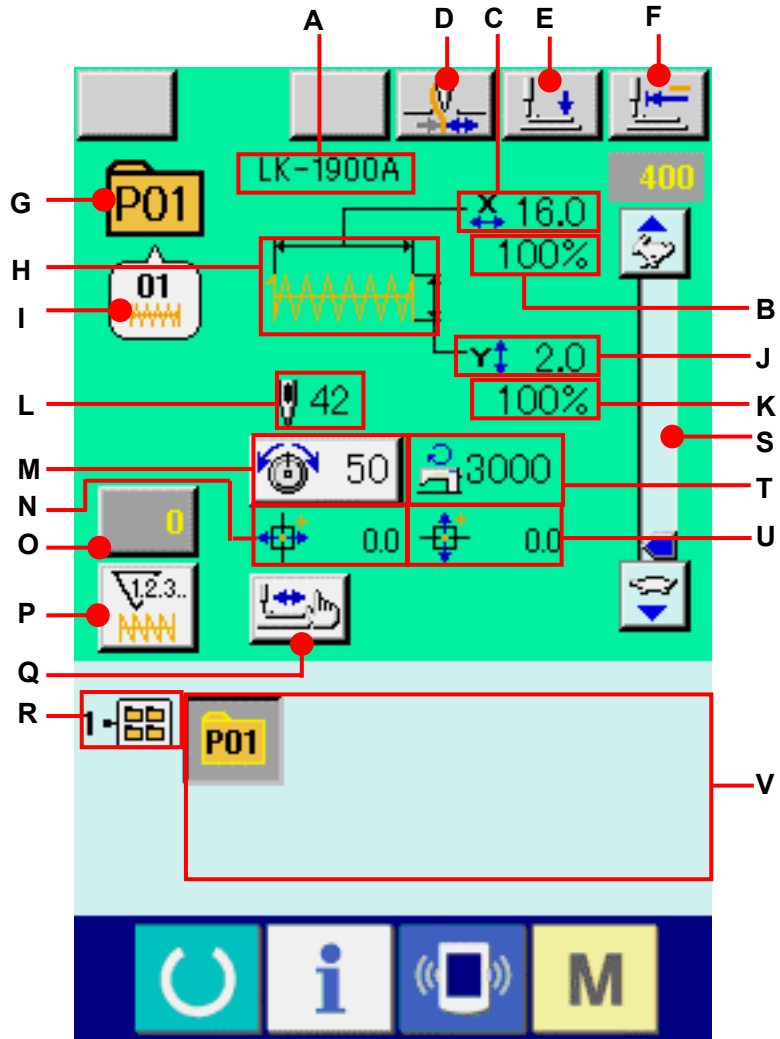 A D C E F
LK-1900A
G P01 X 16.0 400
H 100%
I 01 B
Y 2.0 J
L 42 100% K
S
M 50 3000 T
N
O 0 0.0 0.0 U
P 1.2.3..
Q
R 1 P01
V
i M